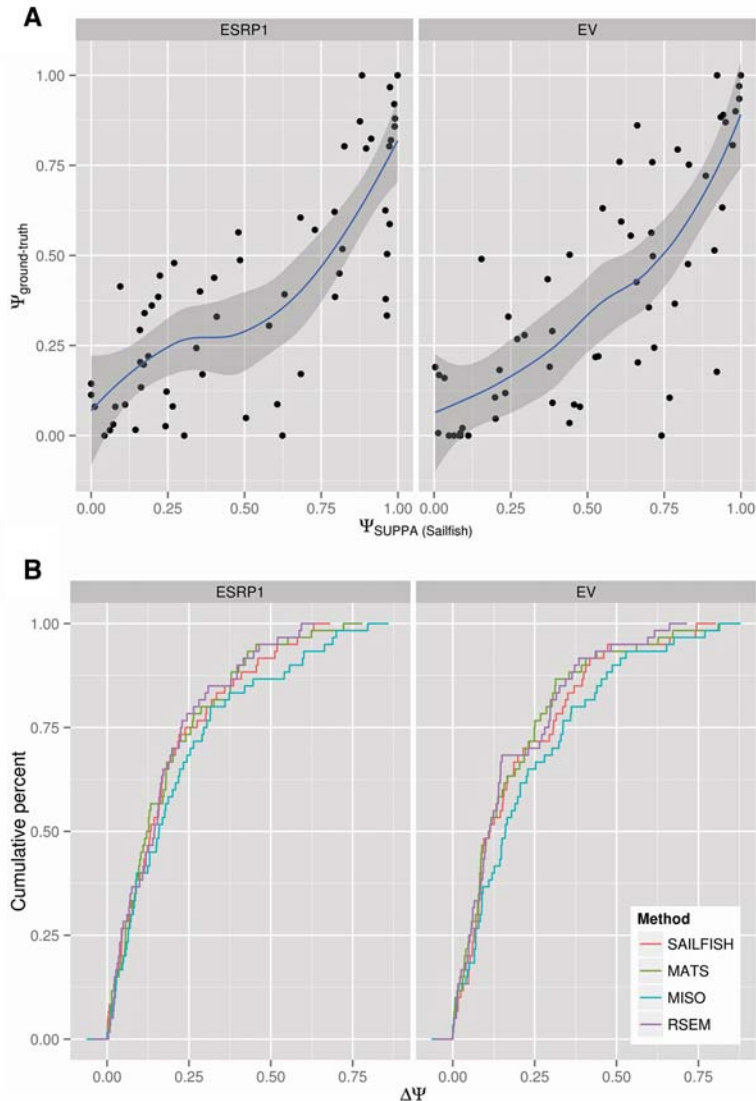 A
ESRP1
EV
Ψground-truth
1.00
0.75
0.50
0.25
0.00
0.00 0.25 0.50 0.75 1.00
0.00 0.25 0.50 0.75 1.00
ΨSUPPA (Sailfish)
B
ESRP1
EV
Cumulative percent
1.00
0.75
0.50
0.25
0.00
Method
SAILFISH
MATS
MISO
RSEM
0.00 0.25 0.50 0.75
0.00 0.25 0.50 0.75
ΔΨ